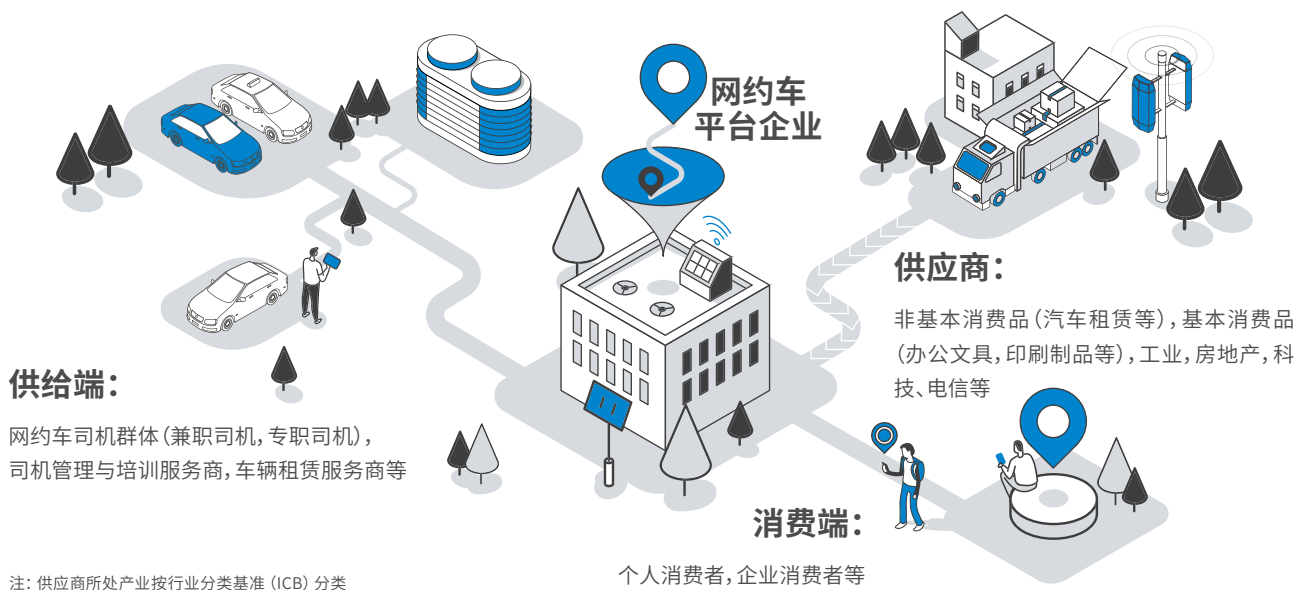 网约车
平台企业
供应商：
非基本消费品（汽车租赁等），基本消费品
（办公文具，印刷制品等），工业，房地产，科
技、电信等
供给端：
网约车司机群体（兼职司机，专职司机），
司机管理与培训服务商，车辆租赁服务商等
消费端：
个人消费者，企业消费者等
注：供应商所处产业按行业分类基准（ICB）分类